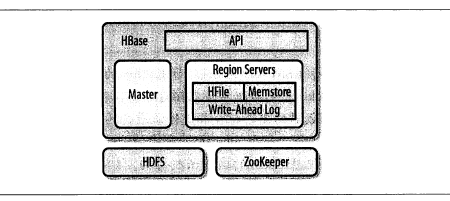 HBase
API
Master
Region Servers
HFile
Memstore
Write-Ahead Log
HDFS
ZooKeeper